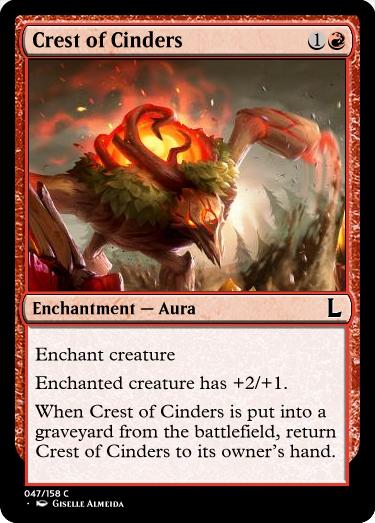 Crest of Cinders 1
Enchantment — Aura L
Enchant creature
Enchanted creature has +2/+1.
When Crest of Cinders is put into a
graveyard from the battlefield, return
Crest of Cinders to its owner's hand.
047/158 C
· Giselle Almeida